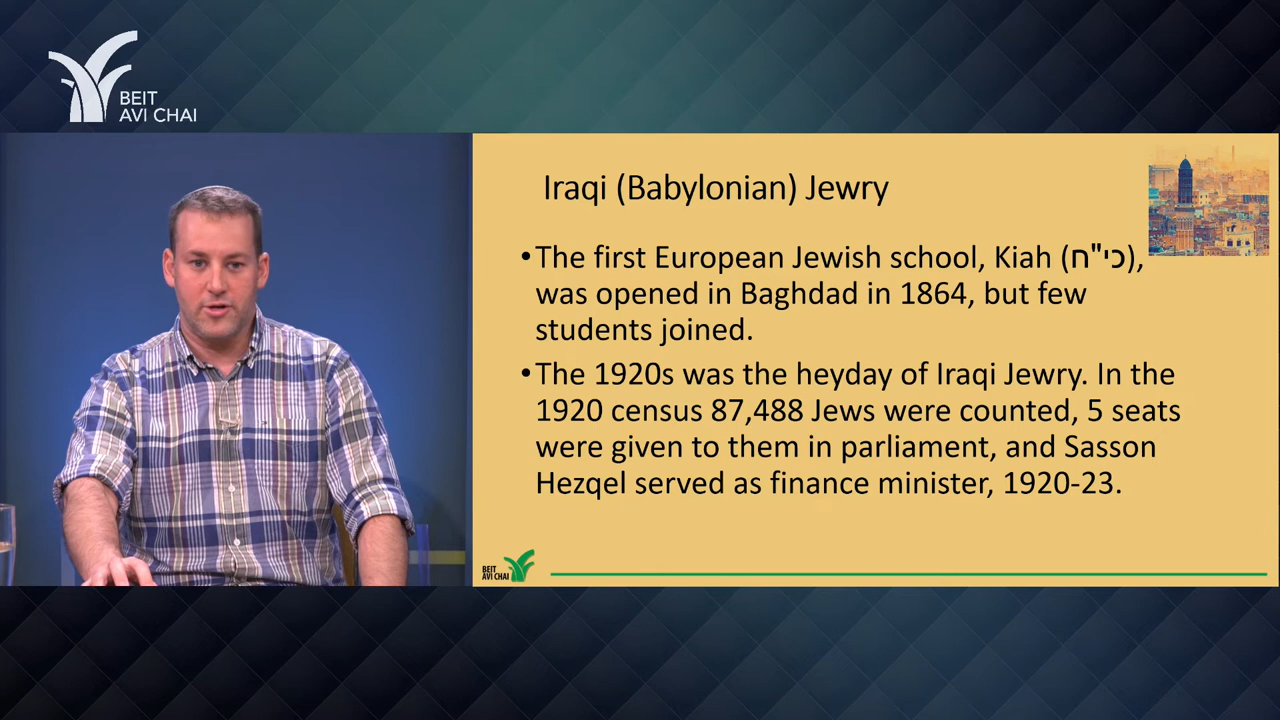 BEIT
AVI CHAI
Iraqi (Babylonian) Jewry
•The first European Jewish school, Kiah (כי"ח),
was opened in Baghdad in 1864, but few
students joined.
•The 1920s was the heyday of Iraqi Jewry. In the
1920 census 87,488 Jews were counted, 5 seats
were given to them in parliament, and Sasson
Hezqel served as finance minister, 1920-23.
BEIT
AVI CHAI